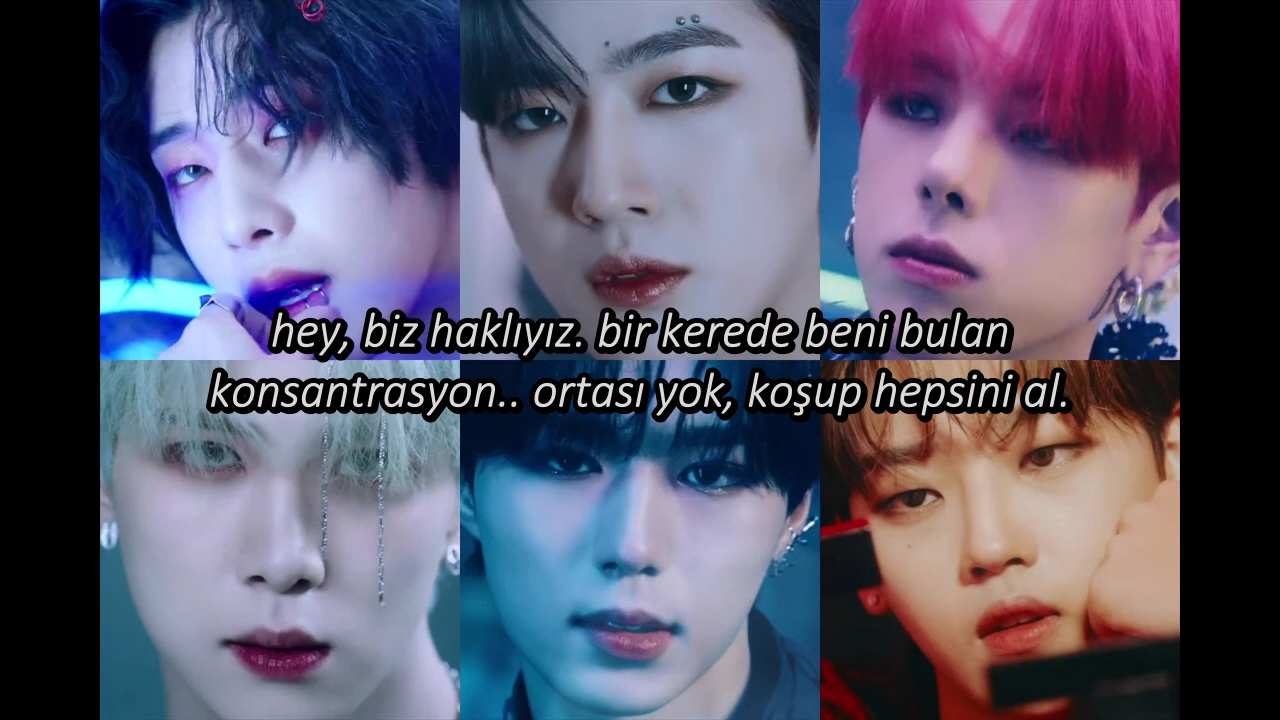 hey, biz haklıyız. bir kerede beni bulan
konsantrasyon.. ortası yok, koşup hepsini al.